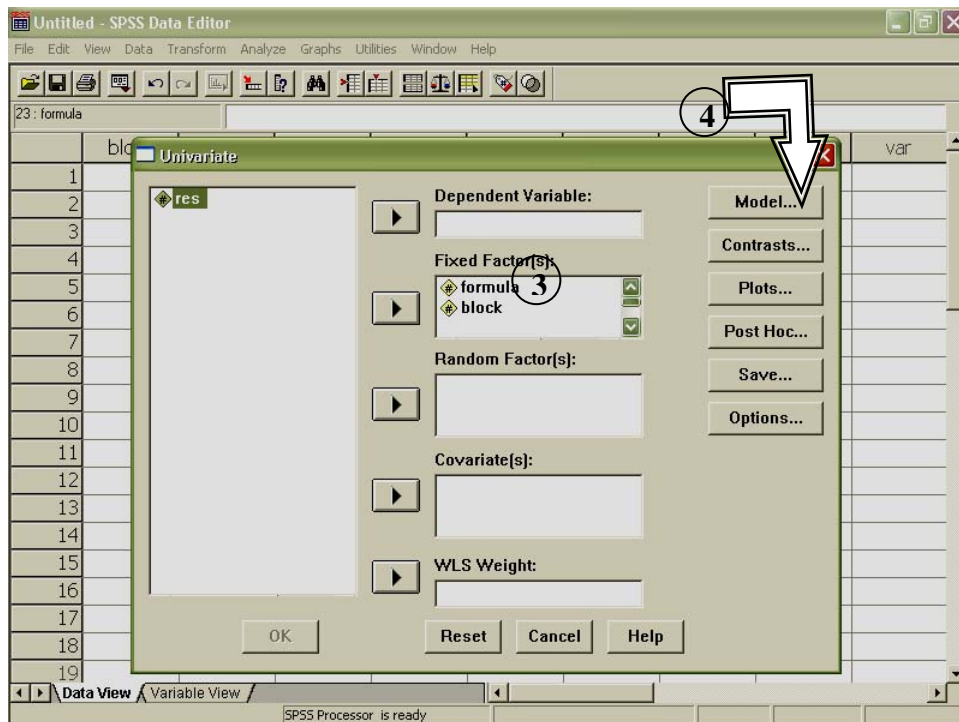 Untitled - SPSS Data Editor
File Edit View Data Transform Analyze Graphs Utilities Window Help
23 : formula
4
var
Univariate
1
2
3
4
5
6
7
8
9
10
11
12
13
14
15
16
17
18
19
res
Dependent Variable:
Fixed Factor(s):
3
formula
block
Random Factor(s):
Covariate(s):
WLS Weight:
Model...
Contrasts...
Plots...
Post Hoc...
Save...
Options...
OK Reset Cancel Help
Data View Variable View
SPSS Processor is ready